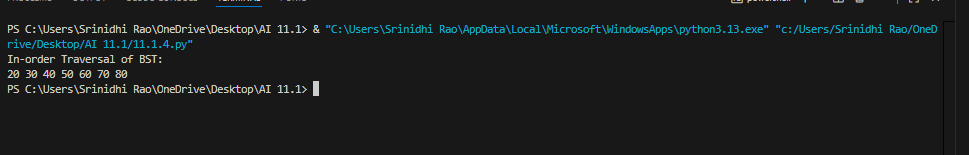 PS C:\Users\Srinidhi Rao\OneDrive\Desktop\AI 11.1> & "C:\Users\Srinidhi Rao\AppData\Local\Microsoft\WindowsApps\python3.13.exe" "c:/Users/Srinidhi Rao/OneD
rive/Desktop/AI 11.1/11.1.4.py"
In-order Traversal of BST:
20 30 40 50 60 70 80
PS C:\Users\Srinidhi Rao\OneDrive\Desktop\AI 11.1>